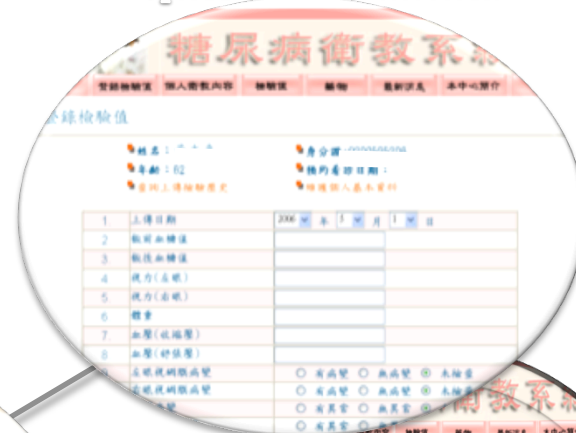 糖尿病衛教系統
登錄檢驗值 個人衛教內容 檢驗值 藥物 最新訊息 本中心簡介
登錄檢驗值
姓名： 身分證
年齡：62 預約看診日期：
查詢上傳檢驗歷史 維護個人基本資料
1 上傳日期 2006 年 5 月 1 日
2 飯前血糖值
3 飯後血糖值
4 視力(左眼)
5 視力(右眼)
6 體重
7 血壓(收縮壓)
8 血壓(舒張壓)
9 左眼視網膜病變 有病變 無病變 未檢查
右眼視網膜病變 有病變 無病變 未檢查
有異常 無異常
有異常 無異常
衛教系